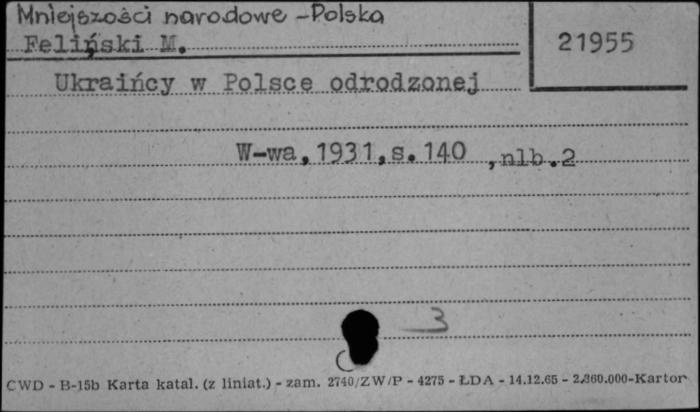 Mniejszości narodowe - Polska
Feliński M.
21955
Ukraińcy w Polsce odrodzonej
W-wa, 1931, s. 140 , nlb. 2
3
CWD - B-15b Karta katal. (z liniat.) - zam. 2740/ZW/P - 4275 - ŁDA - 14.12.65 - 2.360.000-Kartor